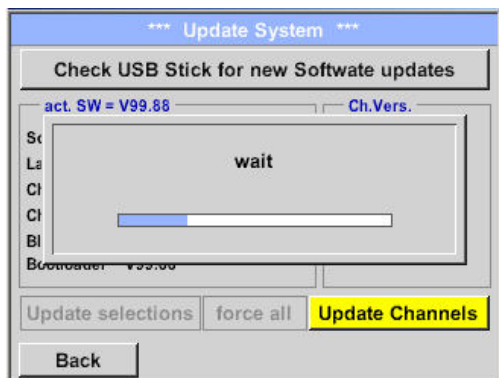 *** Update System ***
Check USB Stick for new Softwate updates
act. SW = V99.88
Ch.Vers.
wait
Update selections
force all
Update Channels
Back